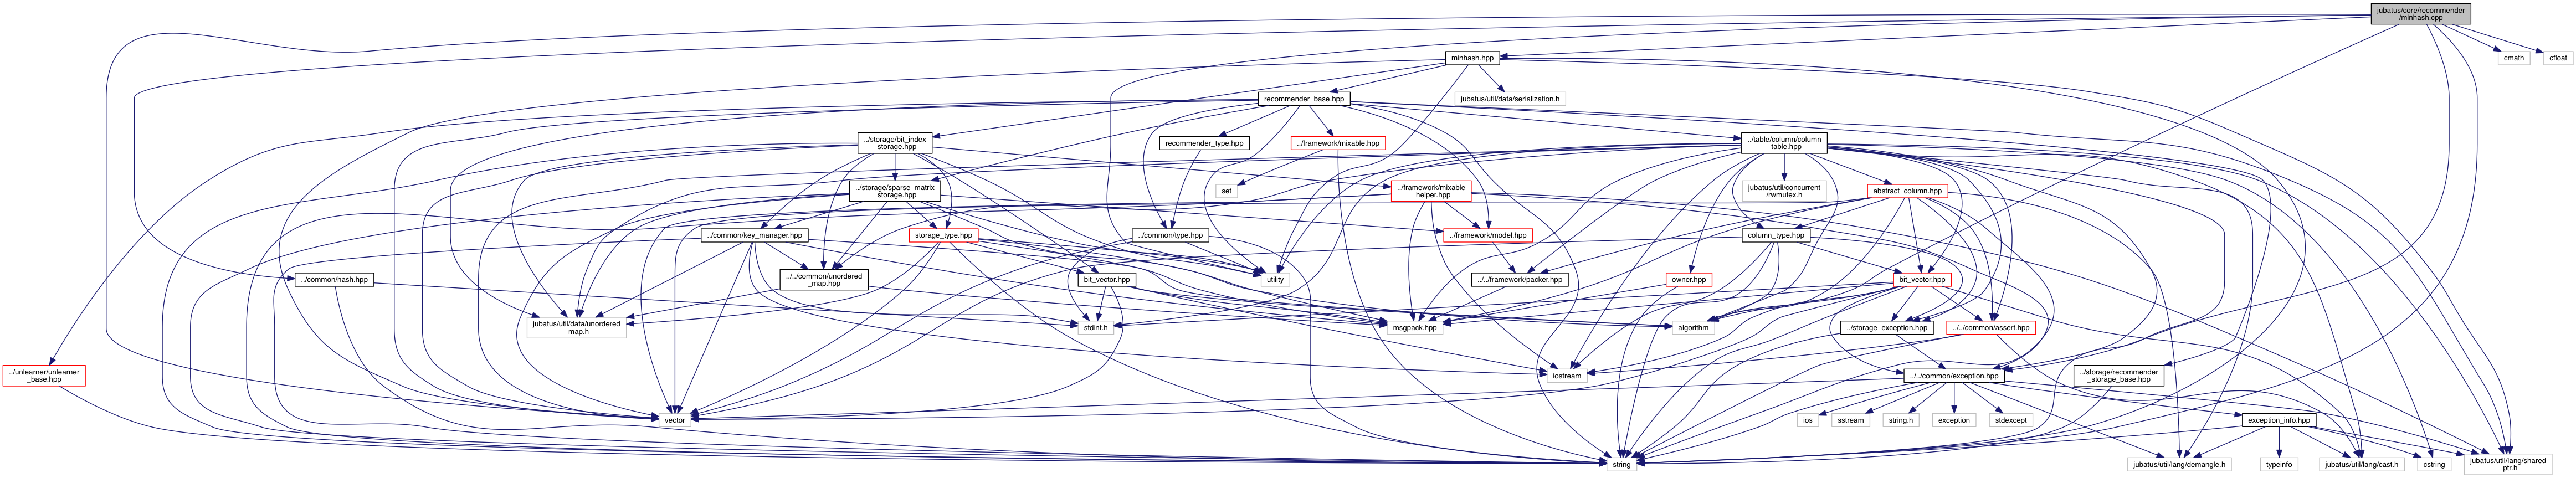 jubatus/core/recommender
/minhash.cpp
minhash.hpp
cmath
cfloat
recommender_base.hpp
jubatus/util/data/serialization.h
../storage/bit_index
_storage.hpp
recommender_type.hpp
../framework/mixable.hpp
../table/column/column
_table.hpp
../storage/sparse_matrix
_storage.hpp
set
../framework/mixable
_helper.hpp
jubatus/util/concurrent
/rwmutex.h
abstract_column.hpp
../common/key_manager.hpp
storage_type.hpp
../common/type.hpp
../framework/model.hpp
column_type.hpp
../common/hash.hpp
../../common/unordered
_map.hpp
bit_vector.hpp
utility
../../framework/packer.hpp
owner.hpp
bit_vector.hpp
jubatus/util/data/unordered
_map.h
stdint.h
msgpack.hpp
algorithm
../storage_exception.hpp
../../common/assert.hpp
../unlearner/unlearner
_base.hpp
iostream
../../common/exception.hpp
../storage/recommender
_storage_base.hpp
vector
ios
sstream
string.h
exception
stdexcept
exception_info.hpp
string
jubatus/util/lang/demangle.h
typeinfo
jubatus/util/lang/cast.h
cstring
jubatus/util/lang/shared
_ptr.h